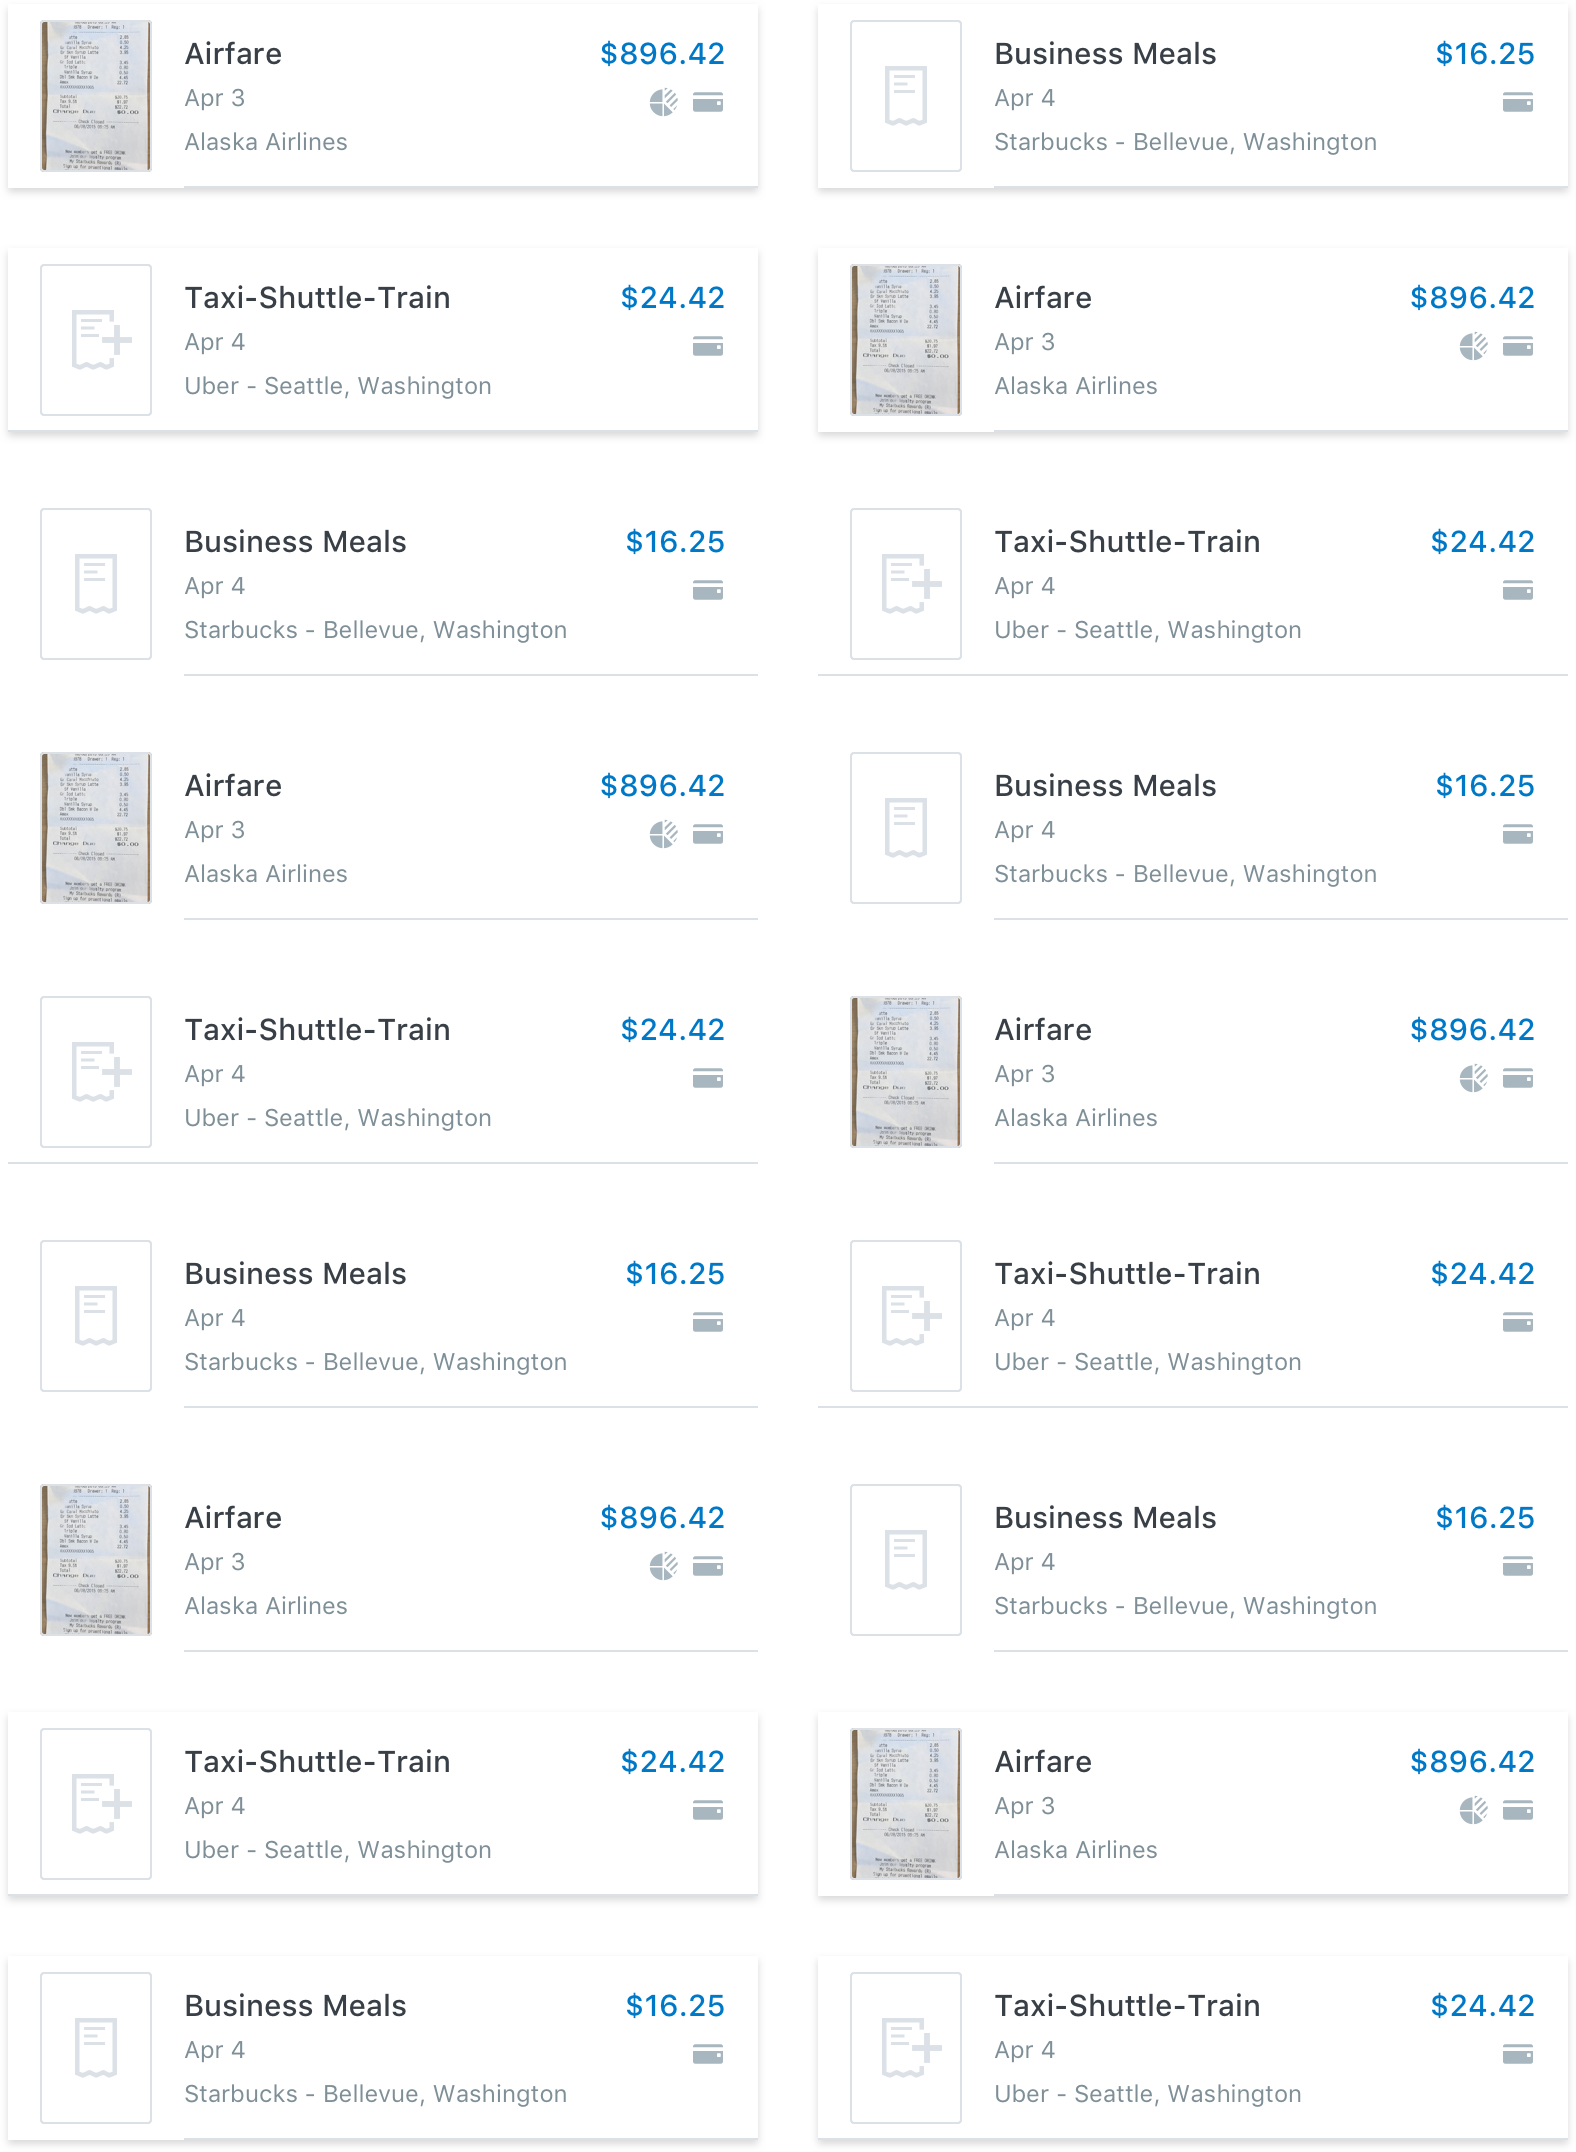 Airfare
$896.42
Apr 3
Alaska Airlines
Business Meals
$16.25
Apr 4
Starbucks - Bellevue, Washington
Taxi-Shuttle-Train
$24.42
Apr 4
Uber - Seattle, Washington
Airfare
$896.42
Apr 3
Alaska Airlines
Business Meals
$16.25
Apr 4
Starbucks - Bellevue, Washington
Taxi-Shuttle-Train
$24.42
Apr 4
Uber - Seattle, Washington
Airfare
$896.42
Apr 3
Alaska Airlines
Business Meals
$16.25
Apr 4
Starbucks - Bellevue, Washington
Taxi-Shuttle-Train
$24.42
Apr 4
Uber - Seattle, Washington
Airfare
$896.42
Apr 3
Alaska Airlines
Business Meals
$16.25
Apr 4
Starbucks - Bellevue, Washington
Taxi-Shuttle-Train
$24.42
Apr 4
Uber - Seattle, Washington
Airfare
$896.42
Apr 3
Alaska Airlines
Business Meals
$16.25
Apr 4
Starbucks - Bellevue, Washington
Taxi-Shuttle-Train
$24.42
Apr 4
Uber - Seattle, Washington
Airfare
$896.42
Apr 3
Alaska Airlines
Business Meals
$16.25
Apr 4
Starbucks - Bellevue, Washington
Taxi-Shuttle-Train
$24.42
Apr 4
Uber - Seattle, Washington